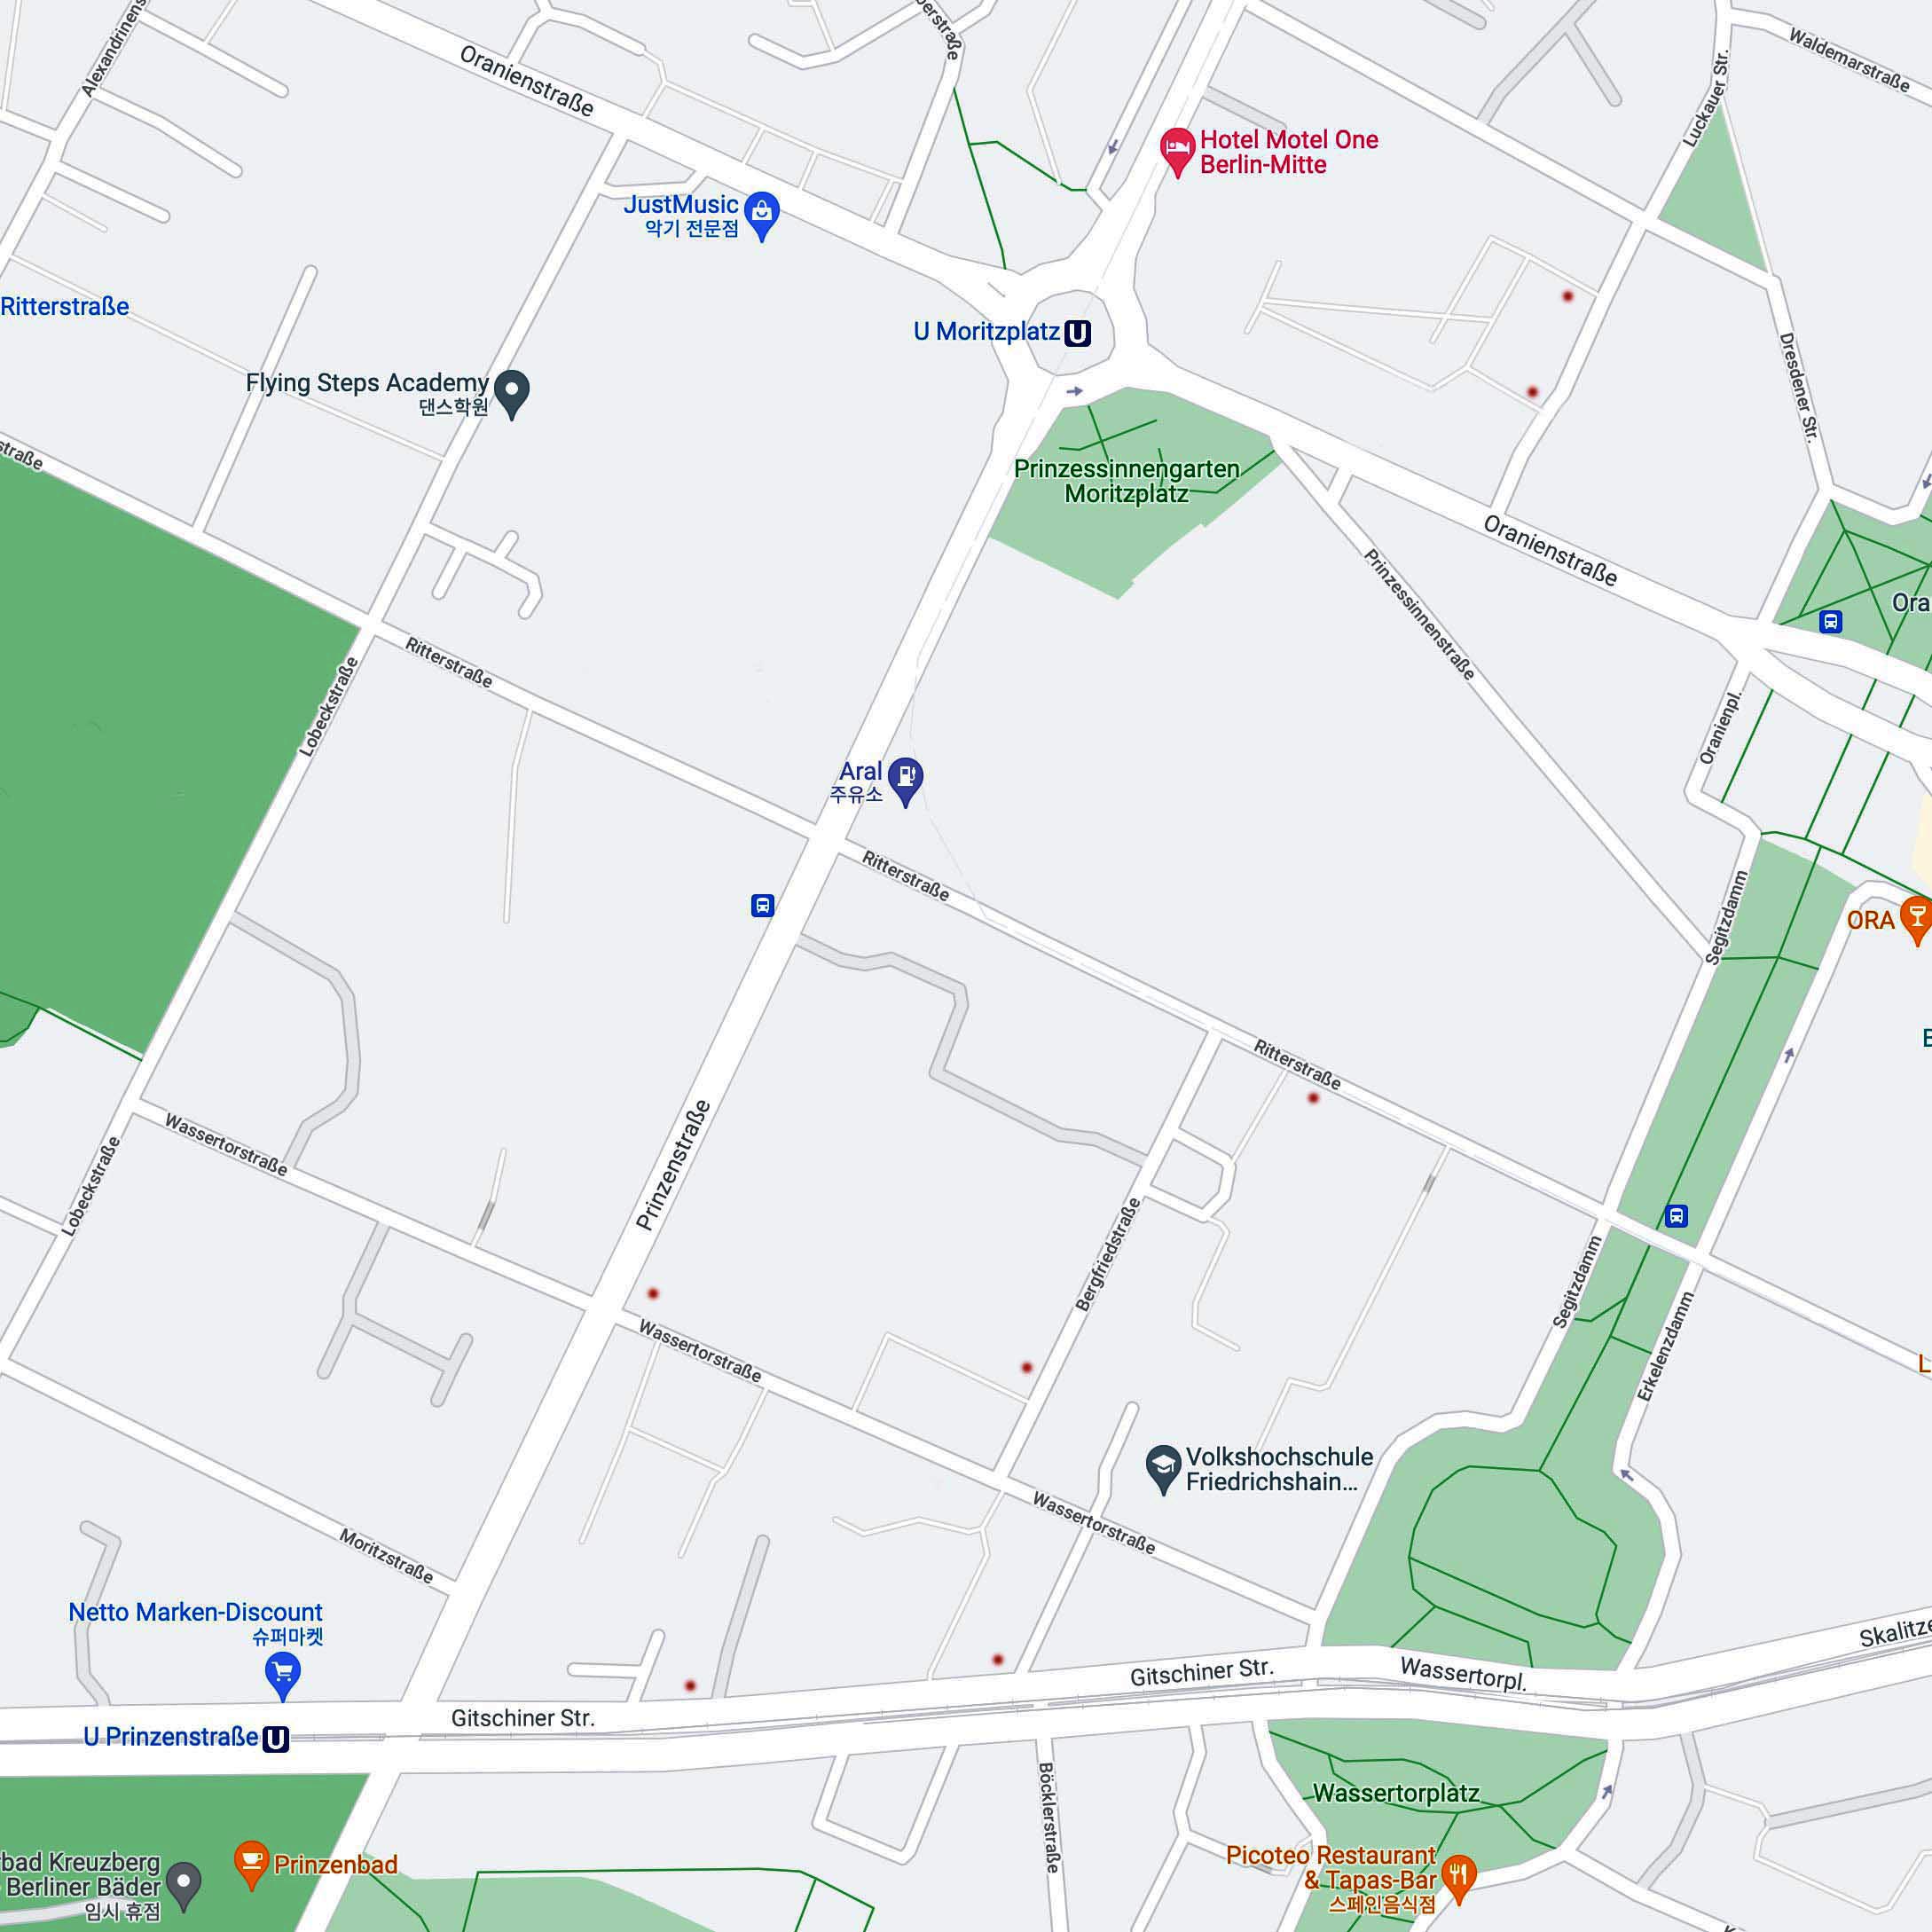 Alexandrinens
Oranienstraße
erstraße
Luckauer Str.
Waldemarstraße
Hotel Motel One
Berlin-Mitte
JustMusic
악기 전문점
Ritterstraße
U Moritzplatz
Flying Steps Academy
댄스학원
Dresdener Str.
straße
Prinzessinnengarten
Moritzplatz
Oranienstraße
Prinzessinnenstraße
Ora
Ritterstraße
Lobeckstraße
Oranienpl.
Aral
주유소
Ritterstraße
Segitzdamm
ORA
Ritterstraße
Prinzenstraße
Wassertorstraße
Lobeckstraße
Bergfriedstraße
Segitzdamm
Erkelenzdamm
Wassertorstraße
L
Volkshochschule
Friedrichshain...
Wassertorstraße
Moritzstraße
Netto Marken-Discount
슈퍼마켓
Skalitze
Gitschiner Str.
Wassertorpl.
Gitschiner Str.
U Prinzenstraße
Böcklerstraße
Wassertorplatz
bad Kreuzberg
Berliner Bäder
임시 휴점
Prinzenbad
Picoteo Restaurant
& Tapas-Bar
스페인음식점